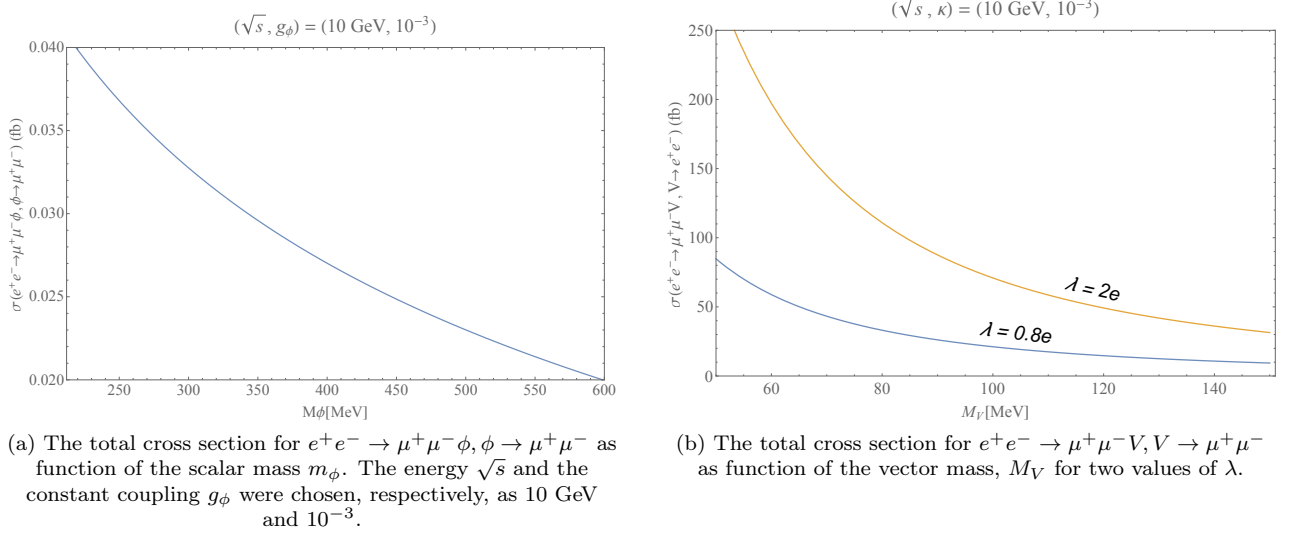 (√s , g_ϕ) = (10 GeV, 10⁻³)
σ(e⁺e⁻→μ⁺μ⁻ϕ, ϕ→μ⁺μ⁻) (fb)
0.040
0.035
0.030
0.025
0.020
250 300 350 400 450 500 550 600
Mϕ[MeV]
(a) The total cross section for e⁺e⁻ → μ⁺μ⁻ϕ, ϕ → μ⁺μ⁻ as
function of the scalar mass m_ϕ. The energy √s and the
constant coupling g_ϕ were chosen, respectively, as 10 GeV
and 10⁻³.
(√s , κ) = (10 GeV, 10⁻³)
σ(e⁺e⁻→μ⁺μ⁻V, V→ e⁺e⁻) (fb)
250
200
150
100
50
0
λ = 2e
λ = 0.8e
60 80 100 120 140
M_V[MeV]
(b) The total cross section for e⁺e⁻ → μ⁺μ⁻V, V → μ⁺μ⁻
as function of the vector mass, M_V for two values of λ.